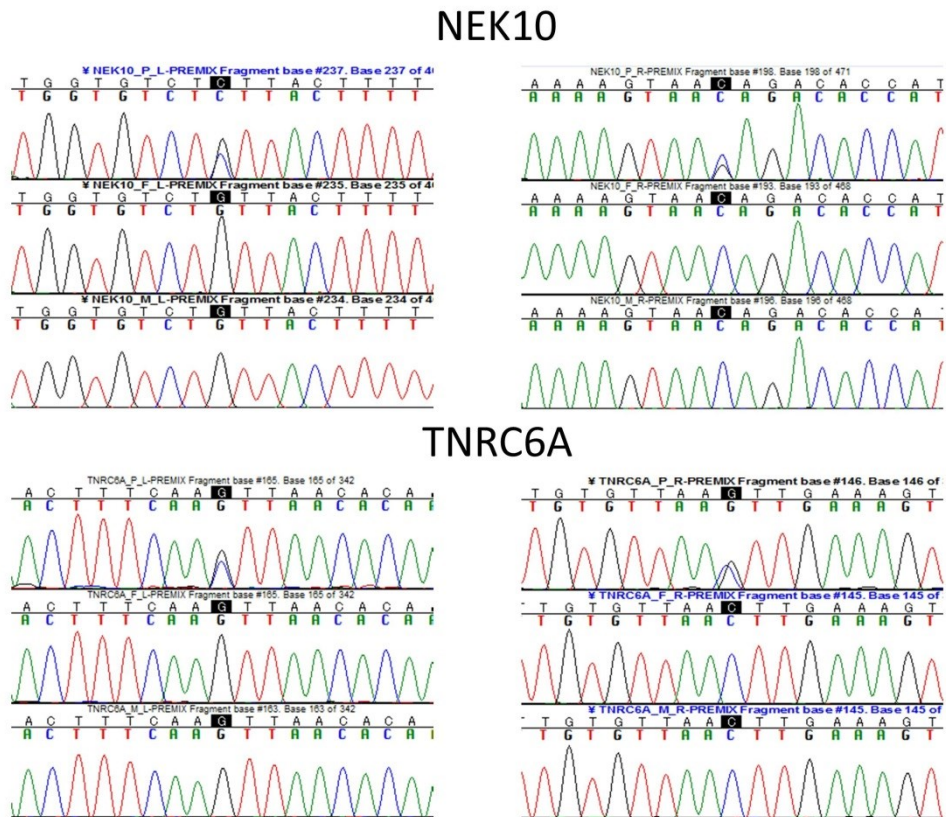 NEK10
¥ NEK10_P_L-PREMIX Fragment base #237. Base 237 of 4
T G G T G T C T C T T A C T T T T
T G G T G T C T C T T A C T T T T
¥ NEK10_F_L-PREMIX Fragment base #235. Base 235 of 4
T G G T G T C T G T T A C T T T T
T G G T G T C T G T T A C T T T T
¥ NEK10_M_L-PREMIX Fragment base #234. Base 234 of 4
T G G T G T C T G T T A C T T T T
T G G T G T C T G T T A C T T T T
NEK10_P_R-PREMIX Fragment base #198. Base 198 of 471
A A A A G T A A C A G A C A C C A T
A A A A G T A A C A G A C A C C A T
NEK10_F_R-PREMIX Fragment base #193. Base 193 of 468
A A A A G T A A C A G A C A C C A T
A A A A G T A A C A G A C A C C A T
NEK10_M_R-PREMIX Fragment base #196. Base 196 of 468
A A A A G T A A C A G A C A C C A T
A A A A G T A A C A G A C A C C A T
TNRC6A
TNRC6A_P_L-PREMIX Fragment base #165. Base 165 of 342
A C T T T C A A G T T A A C A C A
A C T T T C A A G T T A A C A C A A
TNRC6A_F_L-PREMIX Fragment base #165. Base 165 of 342
A C T T T C A A G T T A A C A C A
A C T T T C A A G T T A A C A C A A
TNRC6A_M_L-PREMIX Fragment base #163. Base 163 of 342
A C T T T C A A G T T A A C A C A
A C T T T C A A G T T A A C A C A
¥ TNRC6A_P_R-PREMIX Fragment base #146. Base 146 of
T G T G T T A A G T T G A A A G T
T G T G T T A A G T T G A A A G T
¥ TNRC6A_F_R-PREMIX Fragment base #145. Base 145 of
T G T G T T A A C T T G A A A G T
T G T G T T A A C T T G A A A G T
¥ TNRC6A_M_R-PREMIX Fragment base #145. Base 145 of
T G T G T T A A C T T G A A A G T
T G T G T T A A C T T G A A A G T